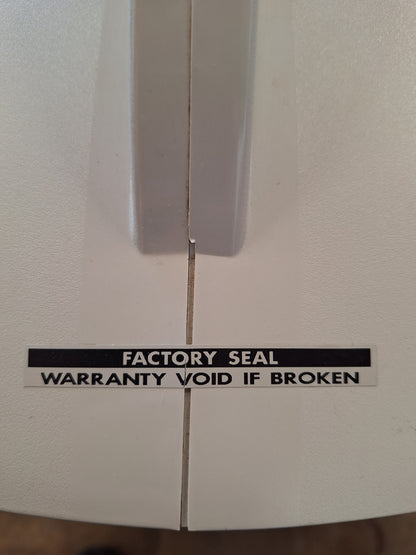 FACTORY SEAL
WARRANTY VOID IF BROKEN